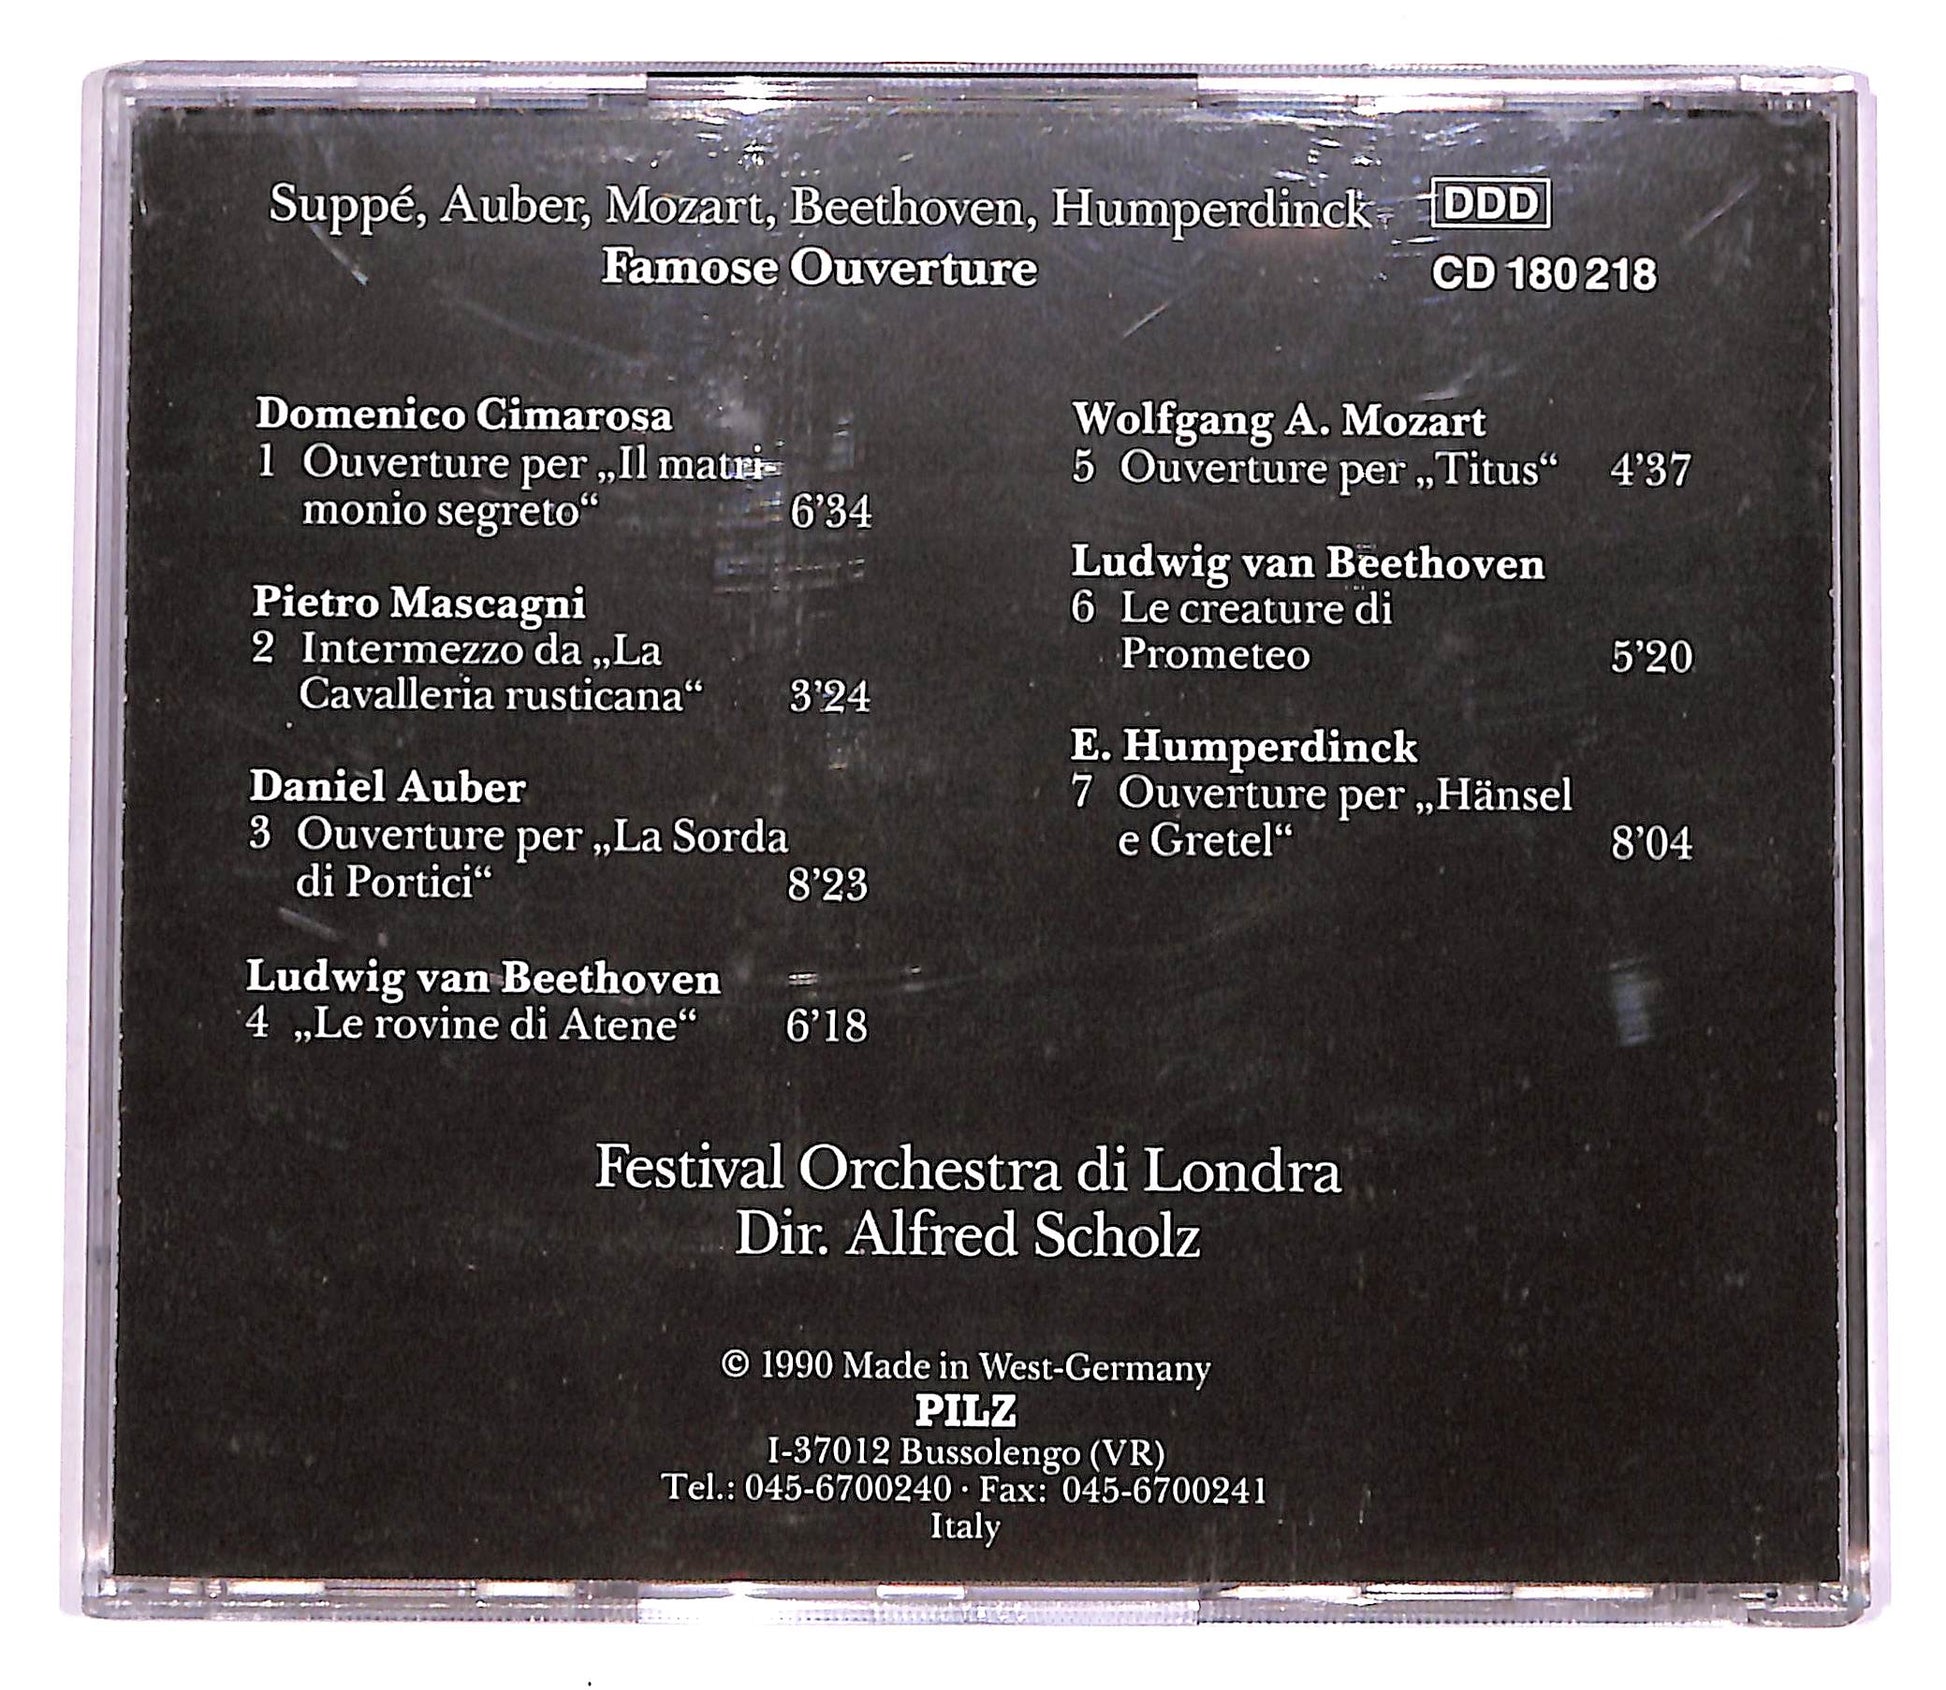 Suppé, Auber, Mozart, Beethoven, Humperdinck
DDD
Famose Ouverture
CD 180 218
Domenico Cimarosa
1 Ouverture per „Il matri-
monio segreto“ 6’34
Pietro Mascagni
2 Intermezzo da „La
Cavalleria rusticana“ 3’24
Daniel Auber
3 Ouverture per „La Sorda
di Portici“ 8’23
Ludwig van Beethoven
4 „Le rovine di Atene“ 6’18
Wolfgang A. Mozart
5 Ouverture per „Titus“ 4’37
Ludwig van Beethoven
6 Le creature di
Prometeo 5’20
E. Humperdinck
7 Ouverture per „Hänsel
e Gretel“ 8’04
Festival Orchestra di Londra
Dir. Alfred Scholz
© 1990 Made in West-Germany
PILZ
I-37012 Bussolengo (VR)
Tel.: 045-6700240 · Fax: 045-6700241
Italy